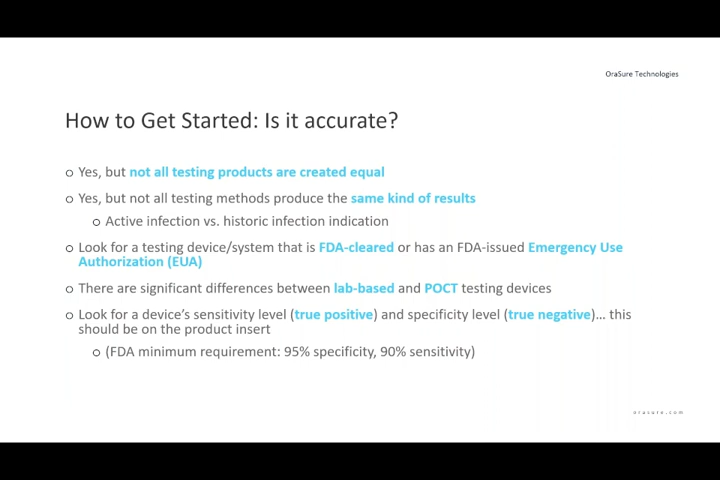 OraSure Technologies
How to Get Started: Is it accurate?
o Yes, but not all testing products are created equal
o Yes, but not all testing methods produce the same kind of results
o Active infection vs. historic infection indication
o Look for a testing device/system that is FDA-cleared or has an FDA-issued Emergency Use
Authorization (EUA)
o There are significant differences between lab-based and POCT testing devices
o Look for a device's sensitivity level (true positive) and specificity level (true negative)… this
should be on the product insert
o (FDA minimum requirement: 95% specificity, 90% sensitivity)
orasure.com